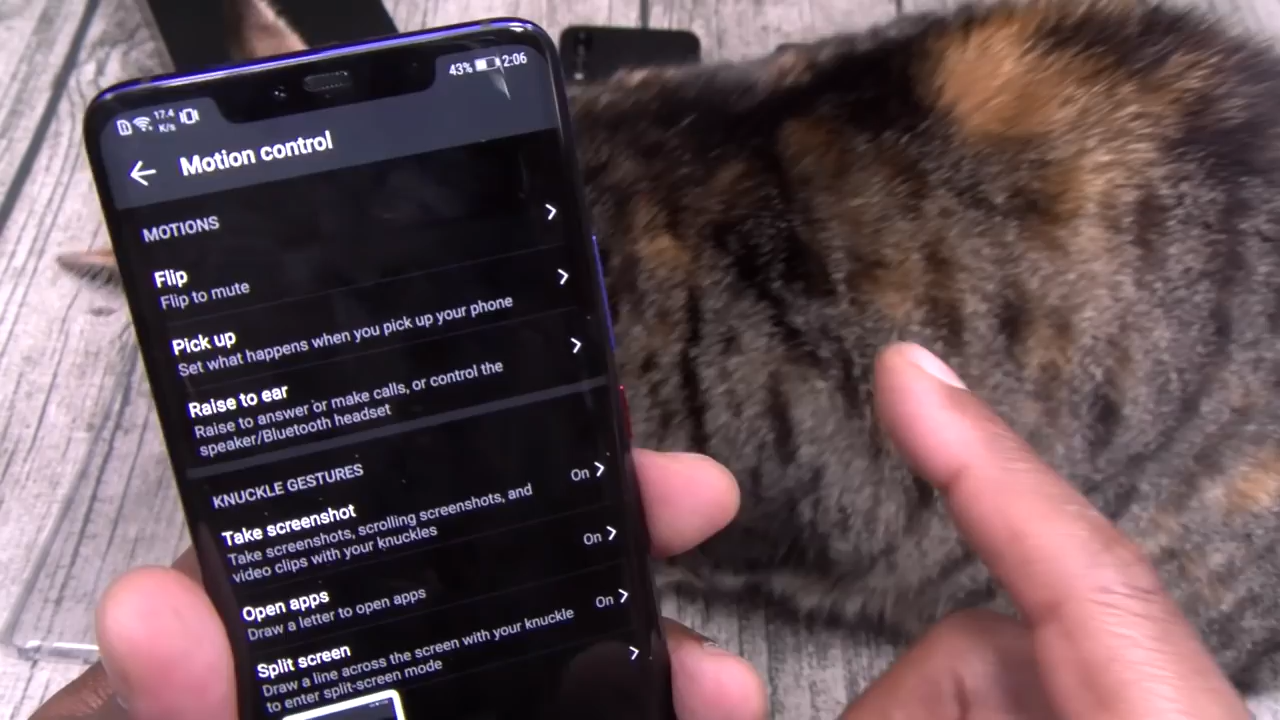 17.4
K/s
43%
2:06
Motion control
MOTIONS
Flip
Flip to mute
Pick up
Set what happens when you pick up your phone
Raise to ear
Raise to answer or make calls, or control the
speaker/Bluetooth headset
KNUCKLE GESTURES
On
Take screenshot
Take screenshots, scrolling screenshots, and
video clips with your knuckles
On
Open apps
Draw a letter to open apps
On
Split screen
Draw a line across the screen with your knuckle
to enter split-screen mode